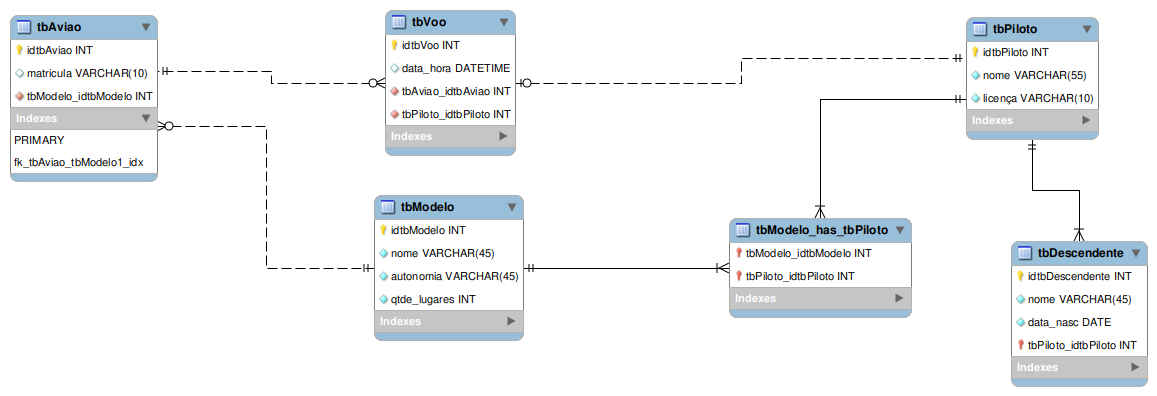 tbAviao
idtbAviao INT
matricula VARCHAR(10)
tbModelo_idtbModelo INT
Indexes
PRIMARY
fk_tbAviao_tbModelo1_idx
tbVoo
idtbVoo INT
data_hora DATETIME
tbAviao_idtbAviao INT
tbPiloto_idtbPiloto INT
Indexes
tbPiloto
idtbPiloto INT
nome VARCHAR(55)
licença VARCHAR(10)
Indexes
tbModelo
idtbModelo INT
nome VARCHAR(45)
autonomia VARCHAR(45)
qtde_lugares INT
Indexes
tbModelo_has_tbPiloto
tbModelo_idtbModelo INT
tbPiloto_idtbPiloto INT
Indexes
tbDescendente
idtbDescendente INT
nome VARCHAR(45)
data_nasc DATE
tbPiloto_idtbPiloto INT
Indexes